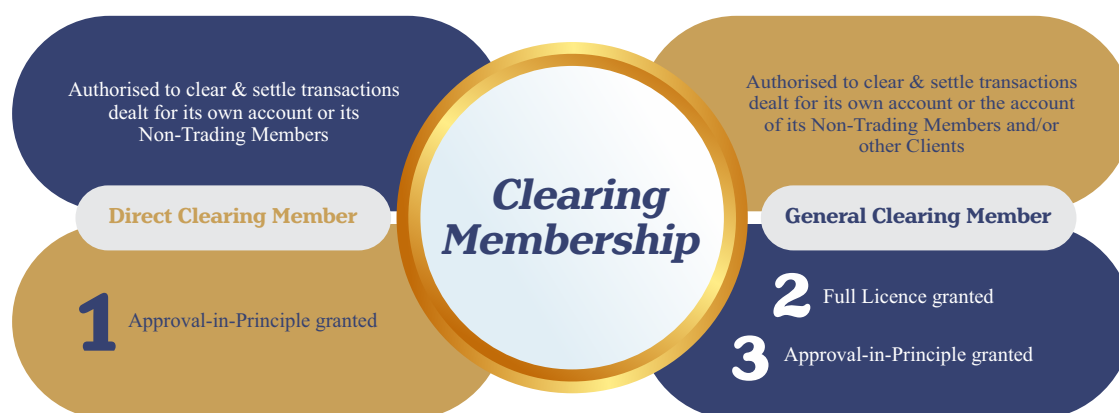 Authorised to clear & settle transactions
dealt for its own account or its
Non-Trading Members
Direct Clearing Member
1 Approval-in-Principle granted
Clearing
Membership
Authorised to clear & settle transactions
dealt for its own account or the account
of its Non-Trading Members and/or
other Clients
General Clearing Member
2 Full Licence granted
3 Approval-in-Principle granted